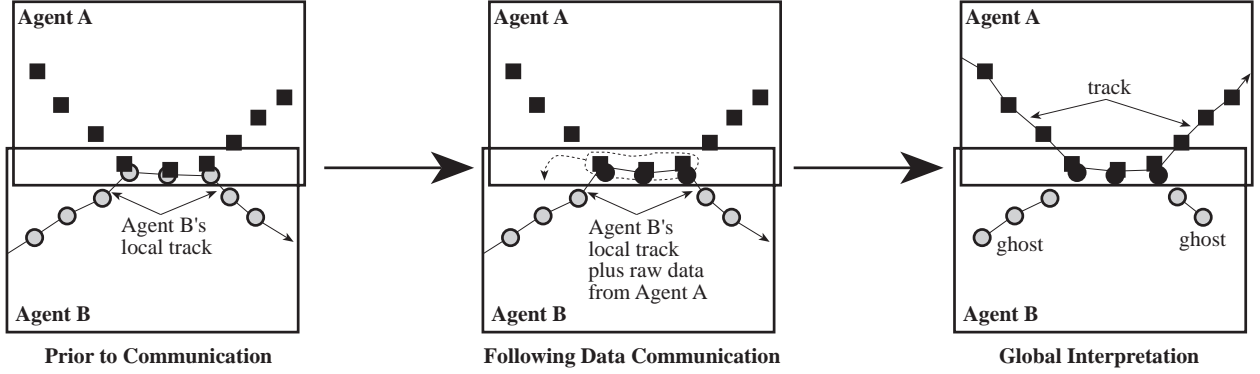 Agent A
Agent B's
local track
Agent B
Prior to Communication
Agent A
Agent B's
local track
plus raw data
from Agent A
Agent B
Following Data Communication
Agent A
track
ghost
ghost
Agent B
Global Interpretation